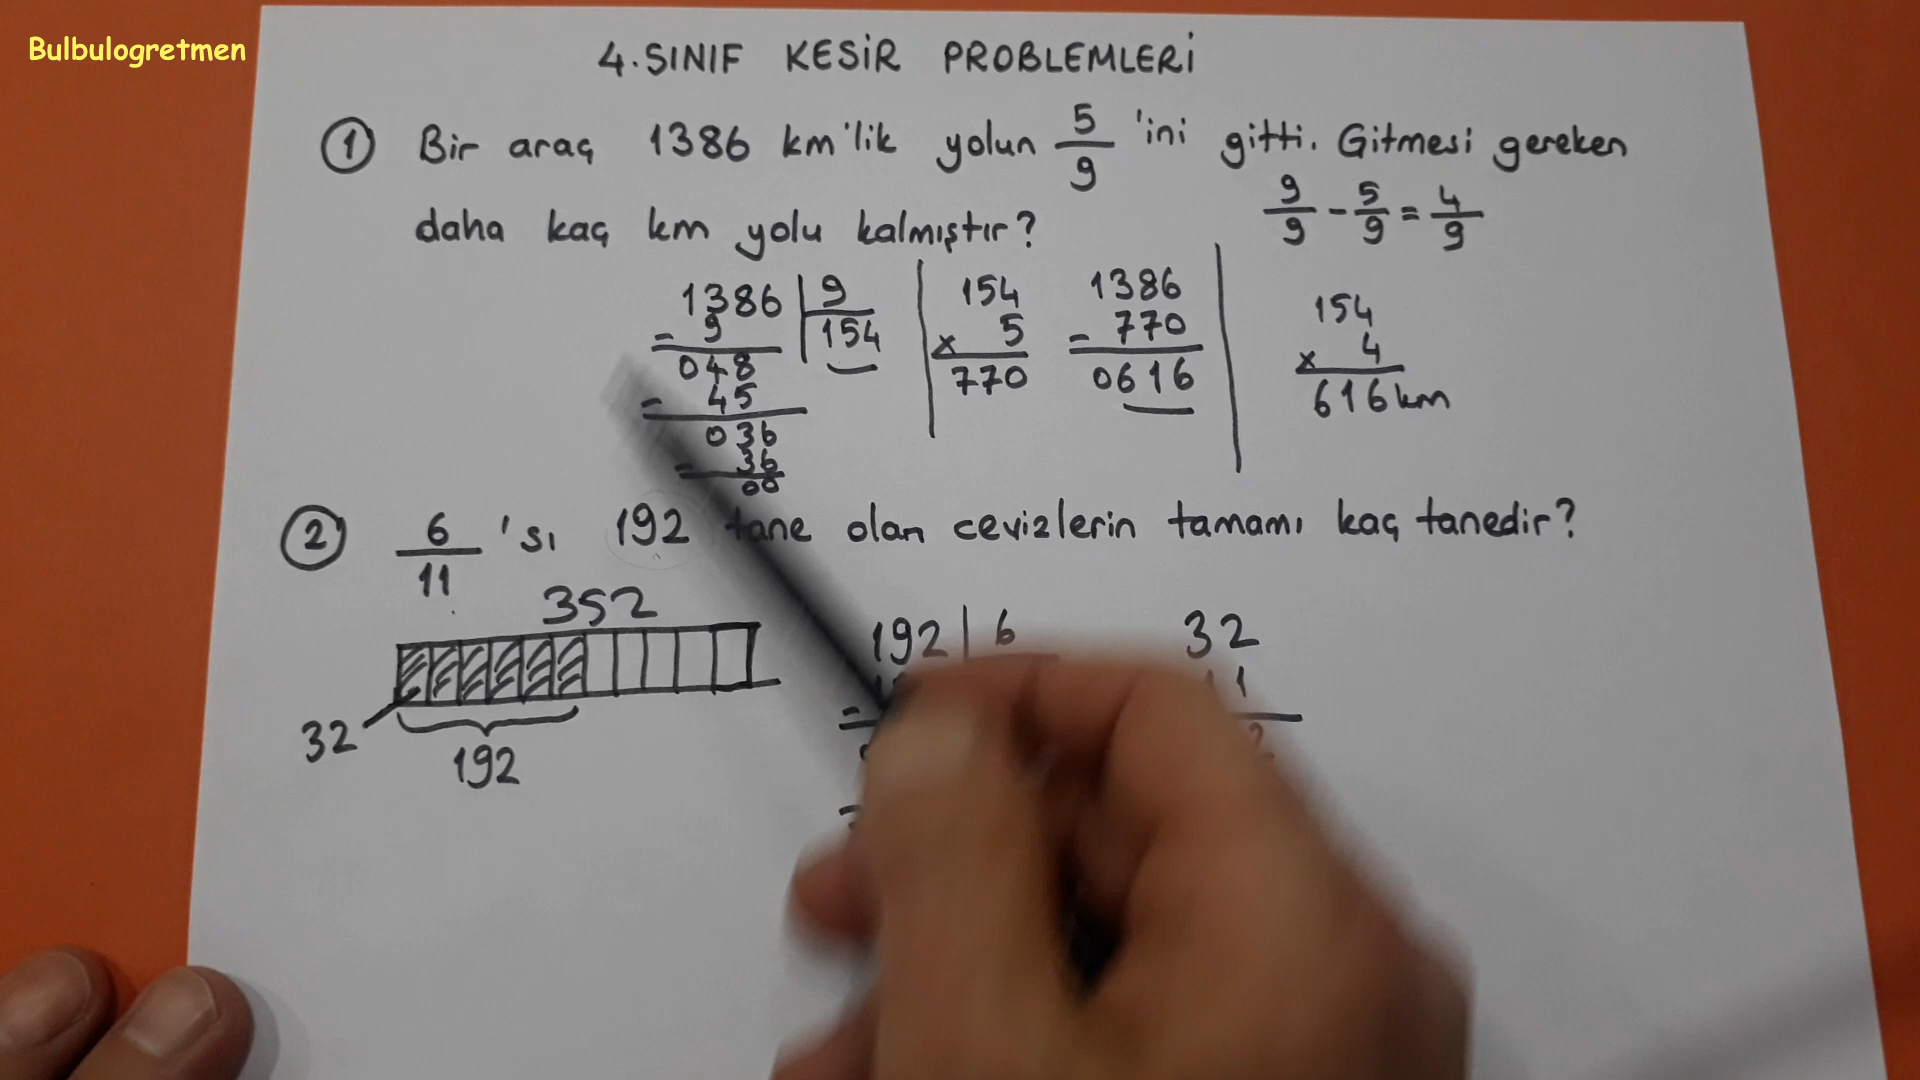 Bulbulogretmen
4.SINIF KESİR PROBLEMLERİ
1 Bir araç 1386 km'lik yolun 5/9 'ini gitti. Gitmesi gereken
daha kaç km yolu kalmıştır?
9/9 - 5/9 = 4/9
1386 | 9
- 9 154
048
- 45
036
- 36
00
154
x 5
770
1386
- 770
0616
154
x 4
616 km
2 6/11 'sı 192 tane olan cevizlerin tamamı kaç tanedir?
352
32
192
192 | 6
-
32